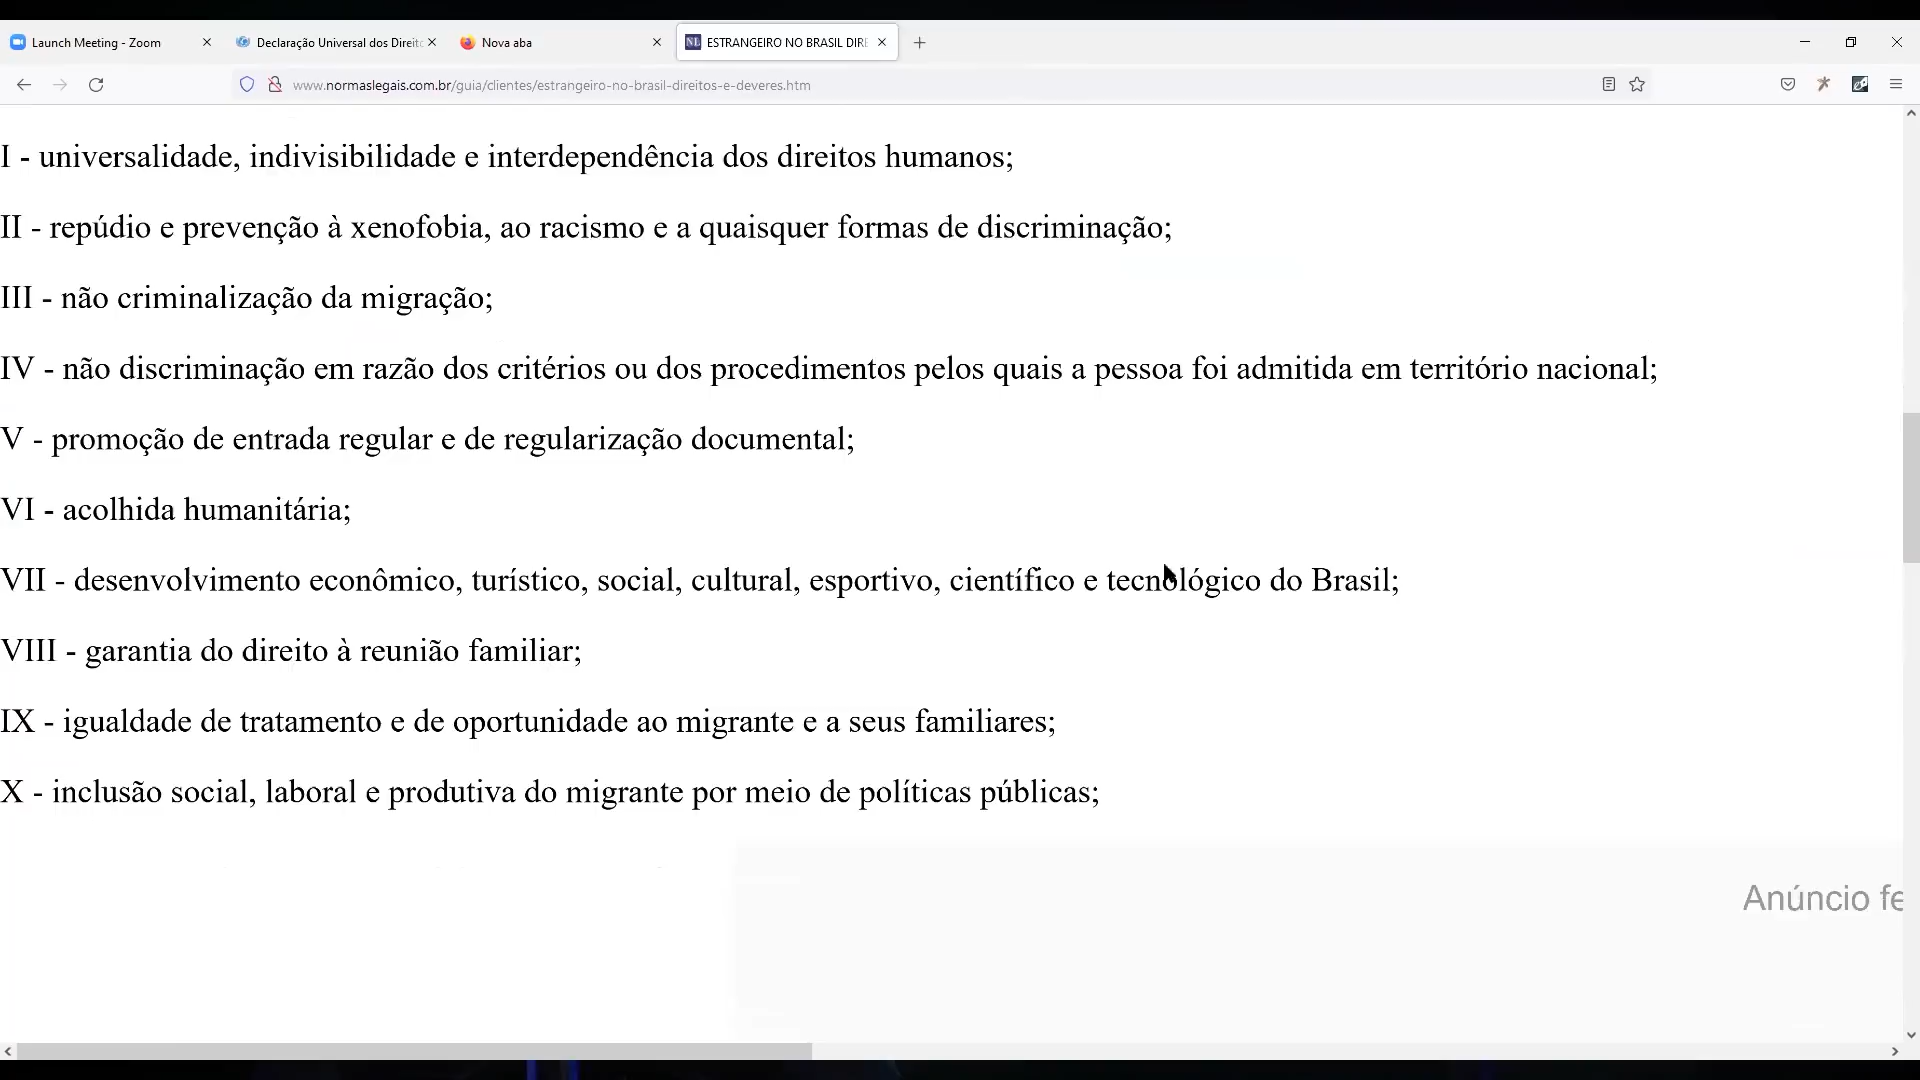 Launch Meeting - Zoom
Declaração Universal dos Direit
Nova aba
NL ESTRANGEIRO NO BRASIL DIRE
www.normaslegais.com.br/guia/clientes/estrangeiro-no-brasil-direitos-e-deveres.htm
I - universalidade, indivisibilidade e interdependência dos direitos humanos;
II - repúdio e prevenção à xenofobia, ao racismo e a quaisquer formas de discriminação;
III - não criminalização da migração;
IV - não discriminação em razão dos critérios ou dos procedimentos pelos quais a pessoa foi admitida em território nacional;
V - promoção de entrada regular e de regularização documental;
VI - acolhida humanitária;
VII - desenvolvimento econômico, turístico, social, cultural, esportivo, científico e tecnológico do Brasil;
VIII - garantia do direito à reunião familiar;
IX - igualdade de tratamento e de oportunidade ao migrante e a seus familiares;
X - inclusão social, laboral e produtiva do migrante por meio de políticas públicas;
Anúncio fe